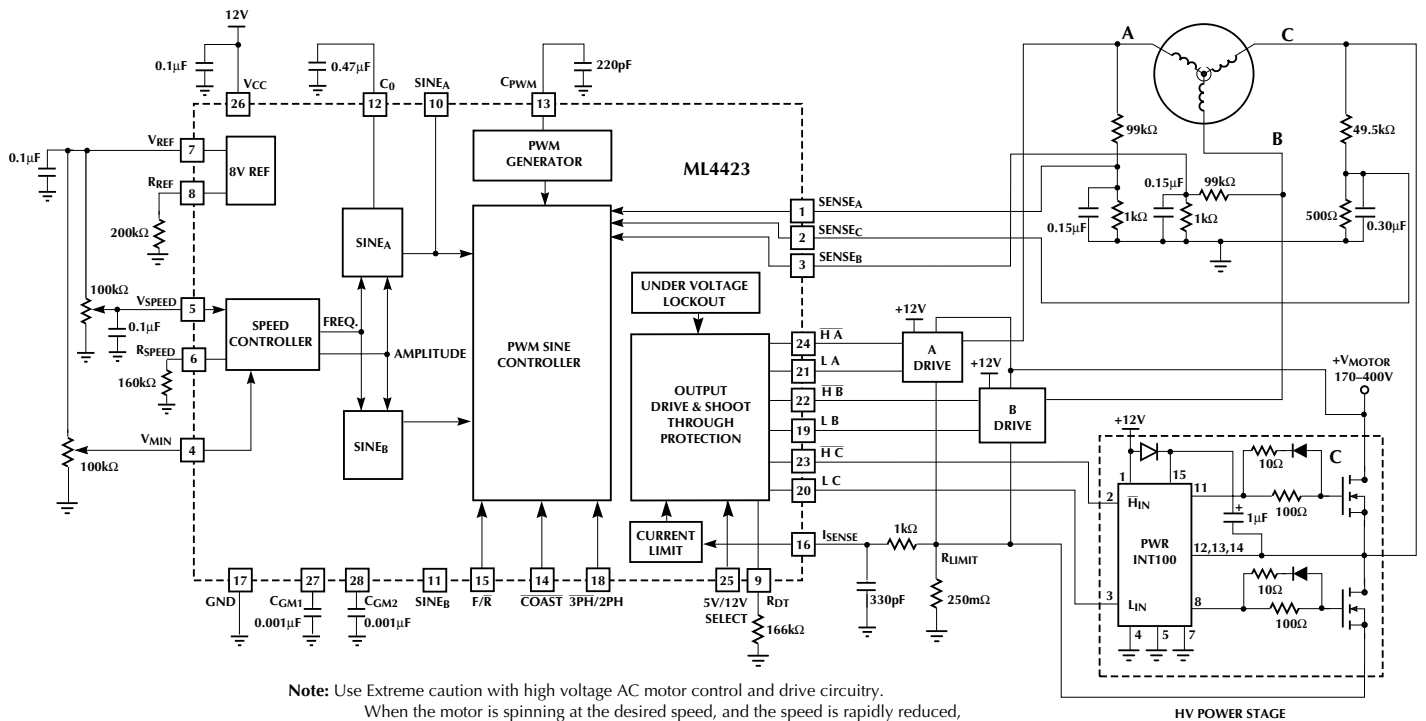 12V
0.1µF
VCC
26
0.47µF
C0
12
SINEA
10
CPWM
13
220pF
VREF
7
0.1µF
8V REF
RREF
8
200kΩ
PWM
GENERATOR
ML4423
SINEA
PWM SINE
CONTROLLER
1
SENSEA
2
SENSEC
3
SENSEB
100kΩ
VSPEED
5
0.1µF
RSPEED
6
160kΩ
SPEED
CONTROLLER
FREQ.
AMPLITUDE
SINEB
VMIN
4
100kΩ
UNDER VOLTAGE
LOCKOUT
OUTPUT
DRIVE & SHOOT
THROUGH
PROTECTION
CURRENT
LIMIT
24
H̅ A̅
21
L A
22
H̅ B̅
19
L B
23
H̅ C̅
20
L C
16
ISENSE
17
GND
27
CGM1
0.001µF
28
CGM2
0.001µF
11
SINEB
15
F/R̅
14
C̅O̅A̅S̅T̅
18
3̅P̅H̅/2PH
25
5V/12V
SELECT
9
RDT
166kΩ
A
C
B
99kΩ
49.5kΩ
0.15µF
1kΩ
0.15µF
1kΩ
99kΩ
500Ω
0.30µF
+12V
A
DRIVE
+12V
B
DRIVE
1kΩ
330pF
RLIMIT
250mΩ
+VMOTOR
170–400V
+12V
1
15
2
H̅IN
11
10Ω
C
100Ω
+
1µF
PWR
INT100
12,13,14
3
LIN
8
10Ω
100Ω
4
5
7
HV POWER STAGE
Note: Use Extreme caution with high voltage AC motor control and drive circuitry.
When the motor is spinning at the desired speed, and the speed is rapidly reduced,